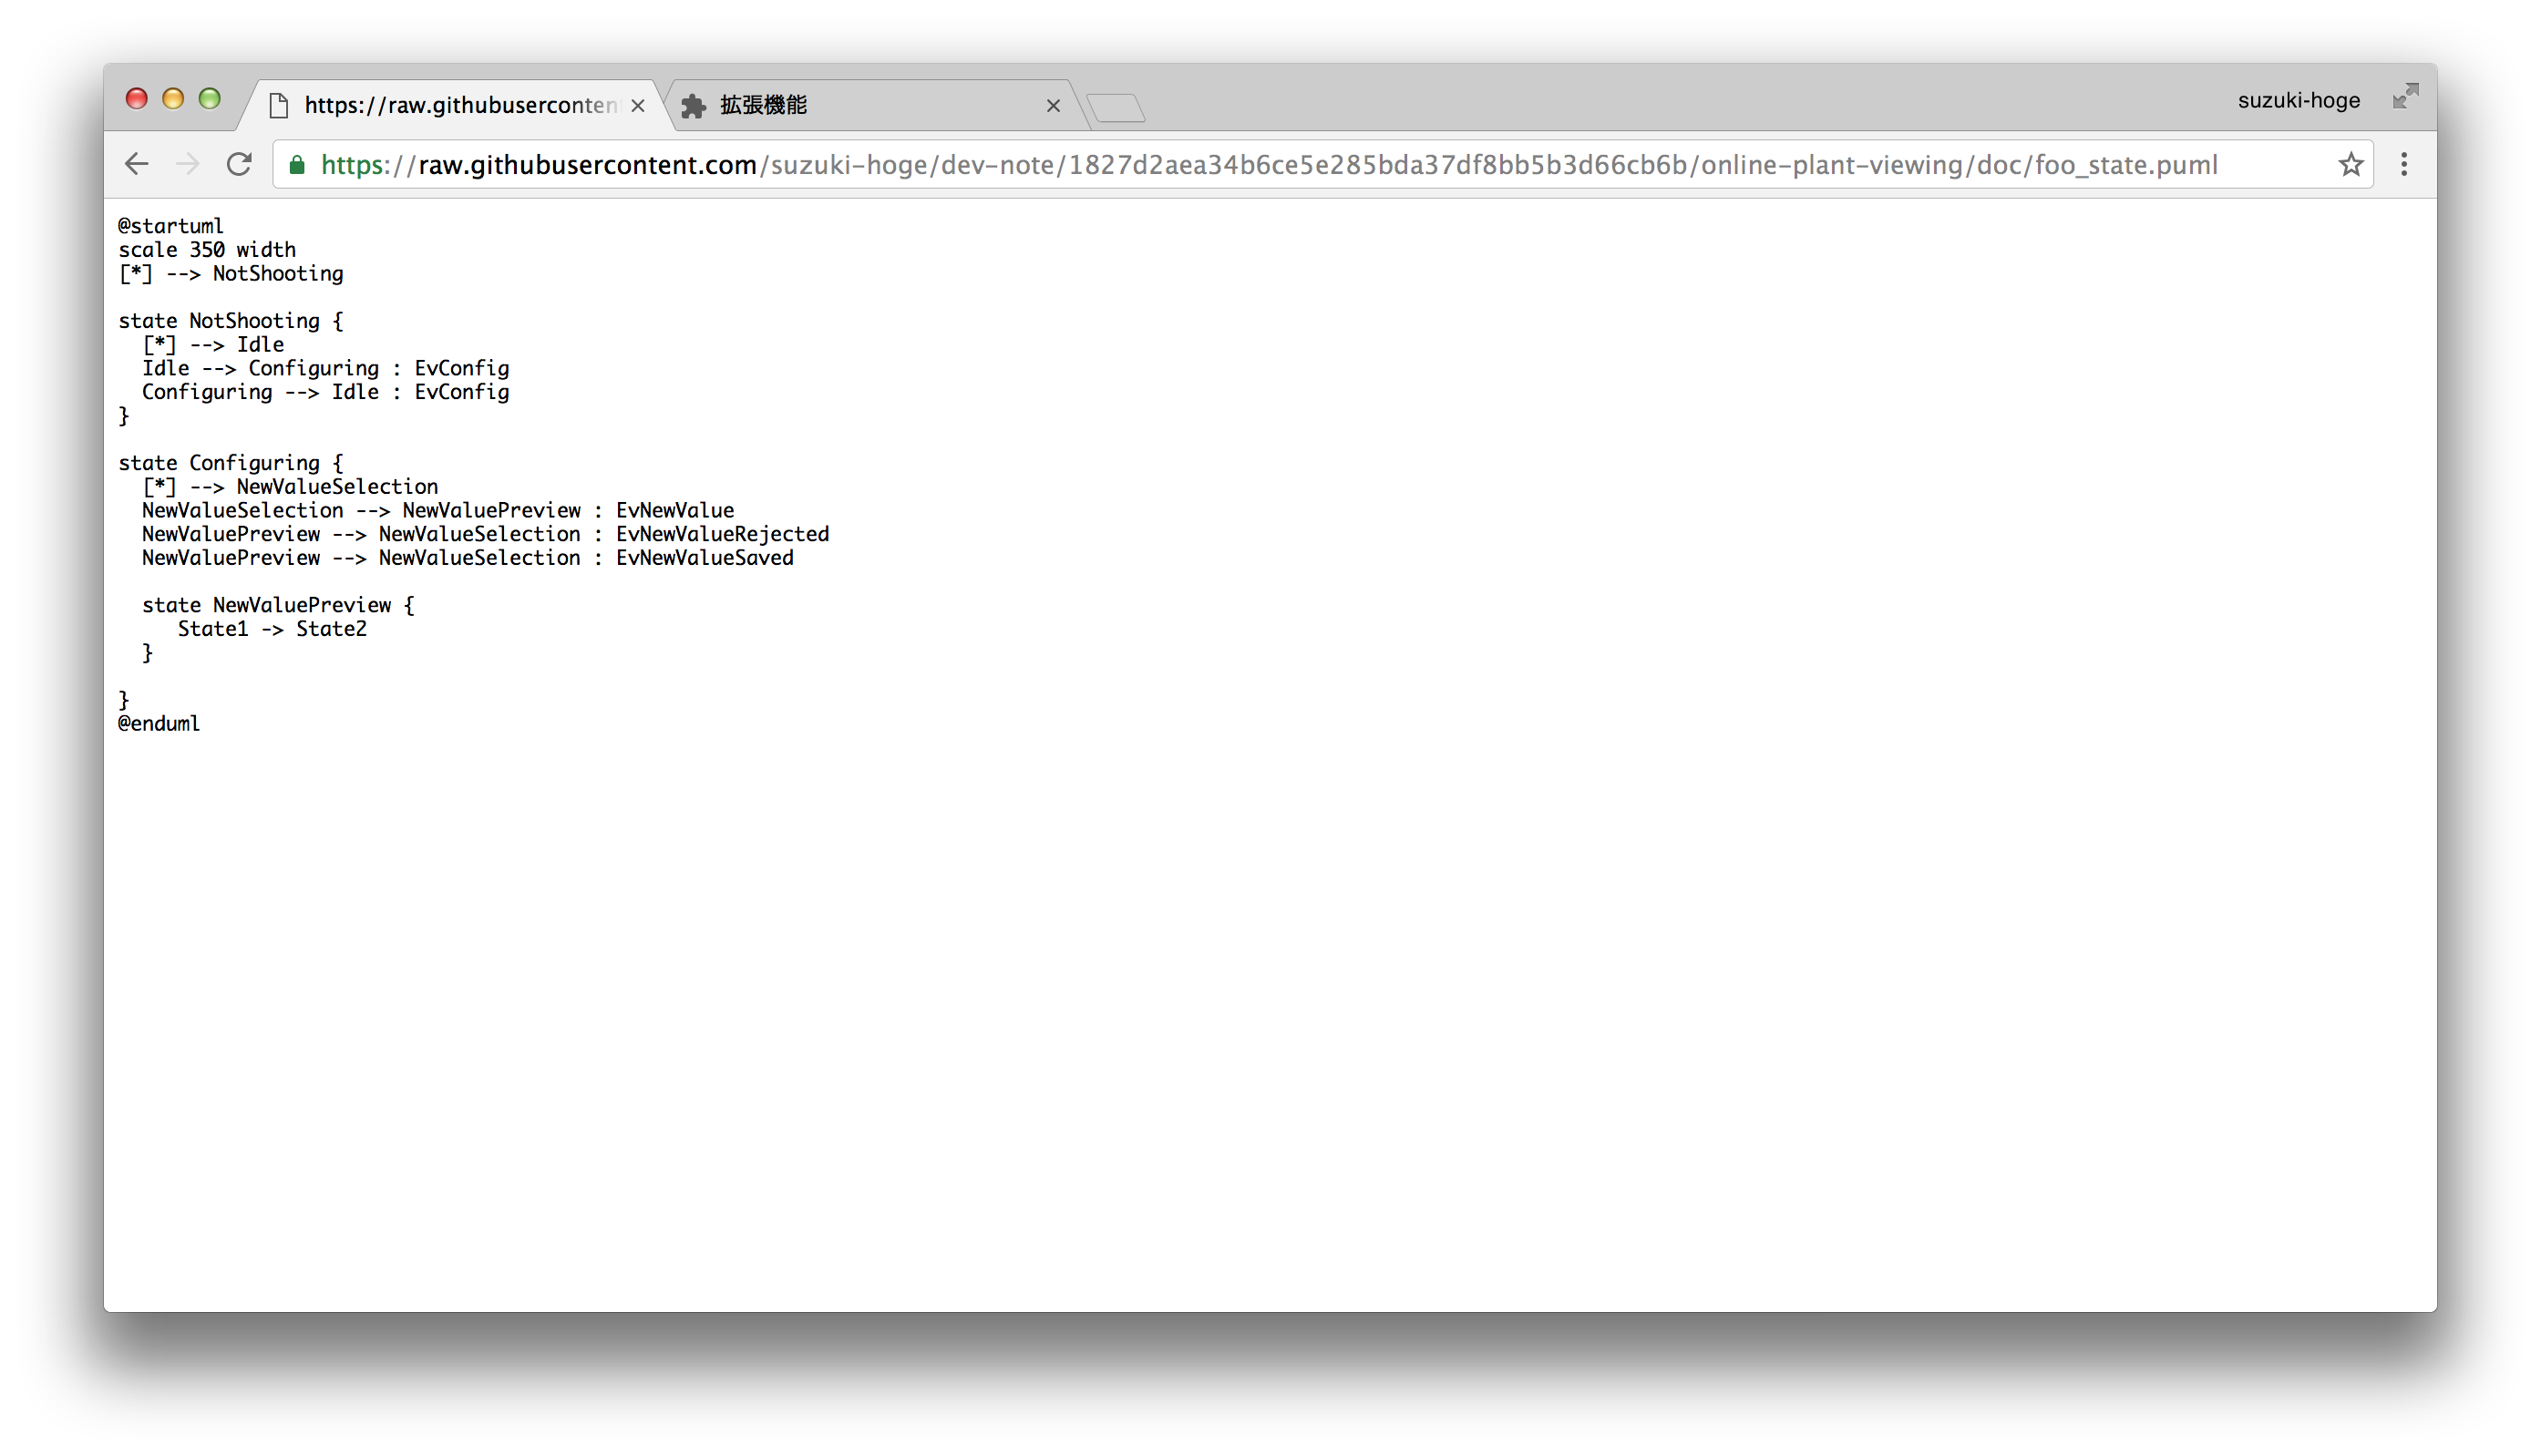 https://raw.githubusercontent
拡張機能
suzuki-hoge
https://raw.githubusercontent.com/suzuki-hoge/dev-note/1827d2aea34b6ce5e285bda37df8bb5b3d66cb6b/online-plant-viewing/doc/foo_state.puml
@startuml
scale 350 width
[*] --> NotShooting

state NotShooting {
  [*] --> Idle
  Idle --> Configuring : EvConfig
  Configuring --> Idle : EvConfig
}

state Configuring {
  [*] --> NewValueSelection
  NewValueSelection --> NewValuePreview : EvNewValue
  NewValuePreview --> NewValueSelection : EvNewValueRejected
  NewValuePreview --> NewValueSelection : EvNewValueSaved

  state NewValuePreview {
     State1 -> State2
  }

}
@enduml